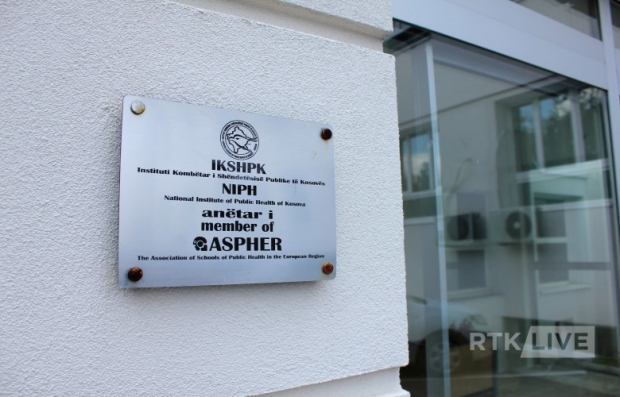 IKSHPK
Instituti Kombëtar i Shëndetësisë Publike të Kosovës
NIPH
National Institute of Public Health of Kosova
anëtar i
member of
ASPHER
The Association of Schools of Public Health in the European Region
RTK LIVE